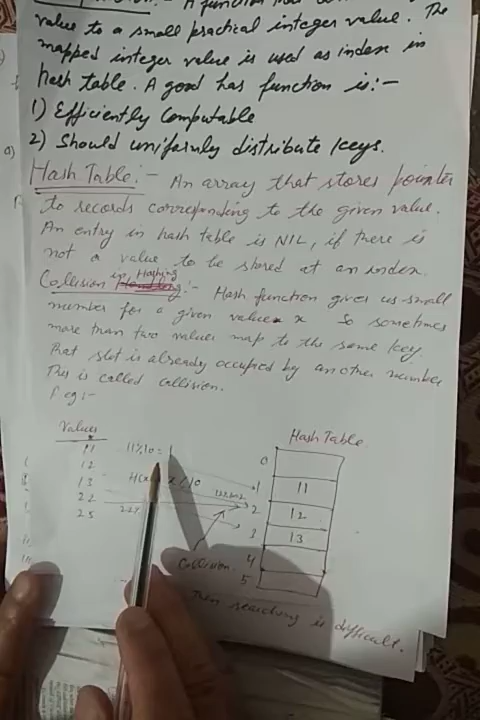 value to a small practical integer value. The
mapped integer value is used as index in
hash table. A good has function is:-
1) Efficiently Computable
2) Should uniformly distribute keys.
Hash Table:- An array that stores pointer
to records corresponding to the given value.
An entry in hash table is NIL, if there is
not a value to be stored at an index.
Collision in Hashing:- Hash function gives us small
number for a given value x So sometimes
more than two values map to the same key.
that slot is already occupied by another number
This is called collision.
eg:-
Values
11
12
13
22
25
11%10=1
H(x) x%10
Hash Table
0
1 11
2 12
3 13
4
5
Collision
Then searching is difficult.